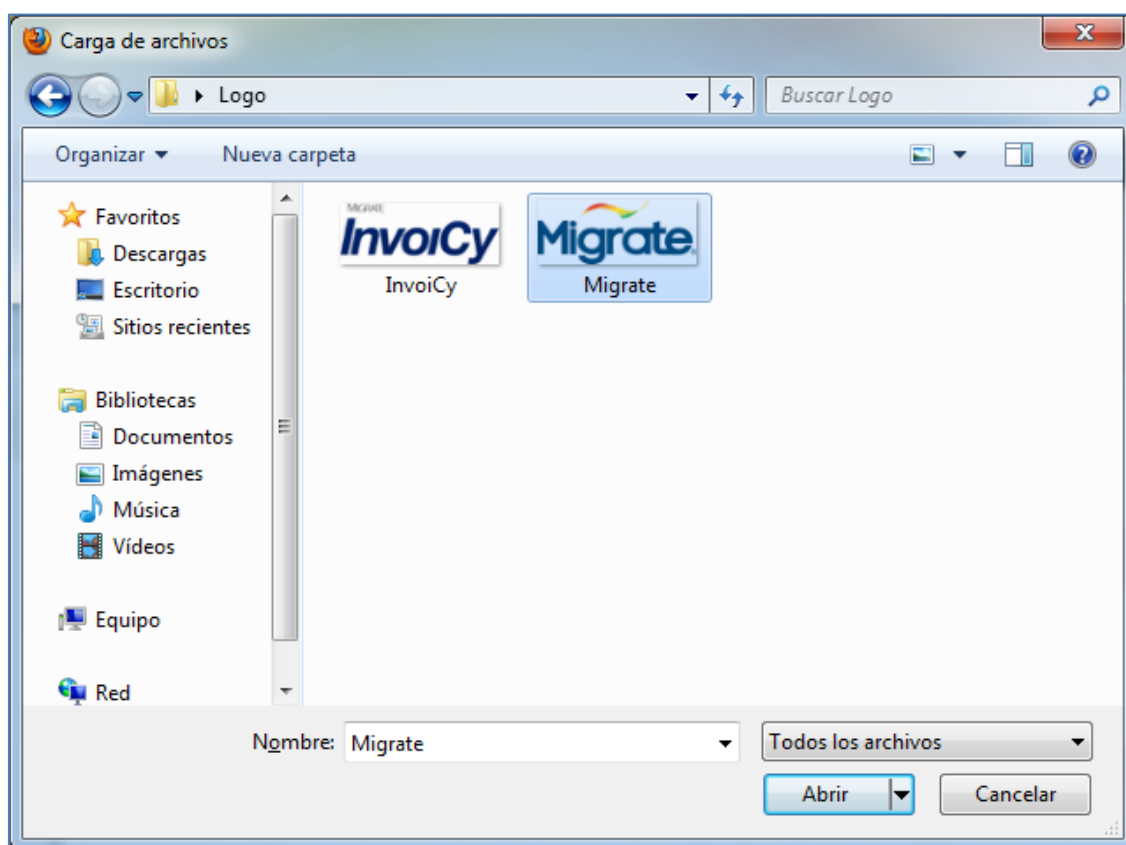 Carga de archivos
Logo
Buscar Logo
Organizar
Nueva carpeta
Favoritos
Descargas
Escritorio
Sitios recientes
Bibliotecas
Documentos
Imágenes
Música
Vídeos
Equipo
Red
MIGRATE
InvoiCy
InvoiCy
Migrate
Migrate
Nombre: Migrate
Todos los archivos
Abrir
Cancelar